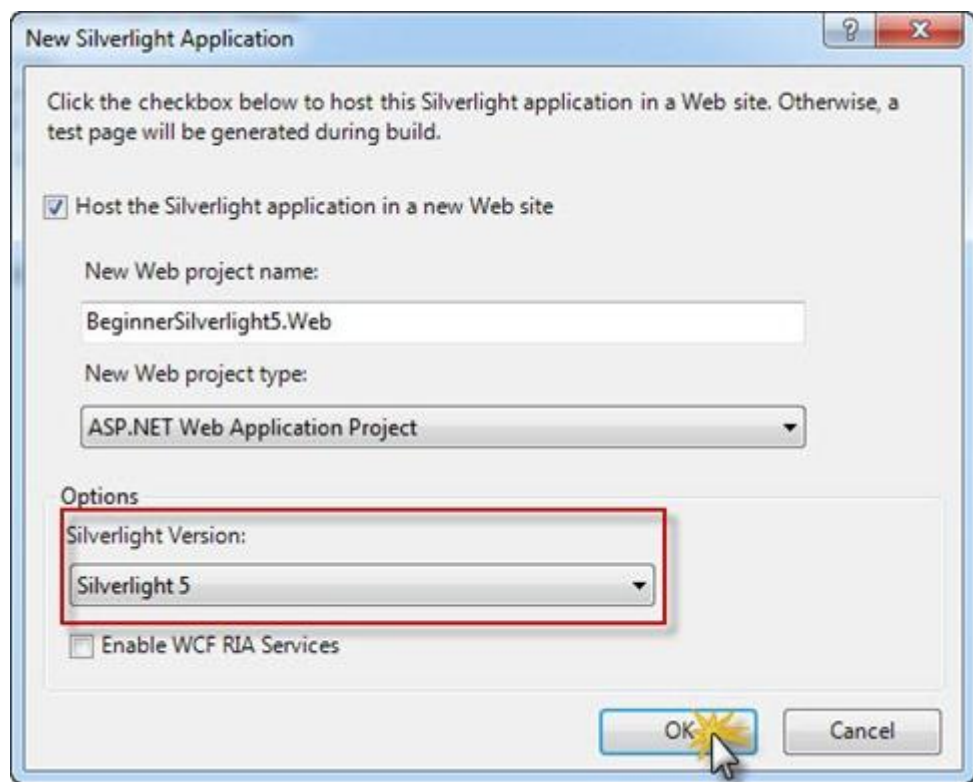 New Silverlight Application
Click the checkbox below to host this Silverlight application in a Web site. Otherwise, a
test page will be generated during build.
Host the Silverlight application in a new Web site
New Web project name:
BeginnerSilverlight5.Web
New Web project type:
ASP.NET Web Application Project
Options
Silverlight Version:
Silverlight 5
Enable WCF RIA Services
OK
Cancel